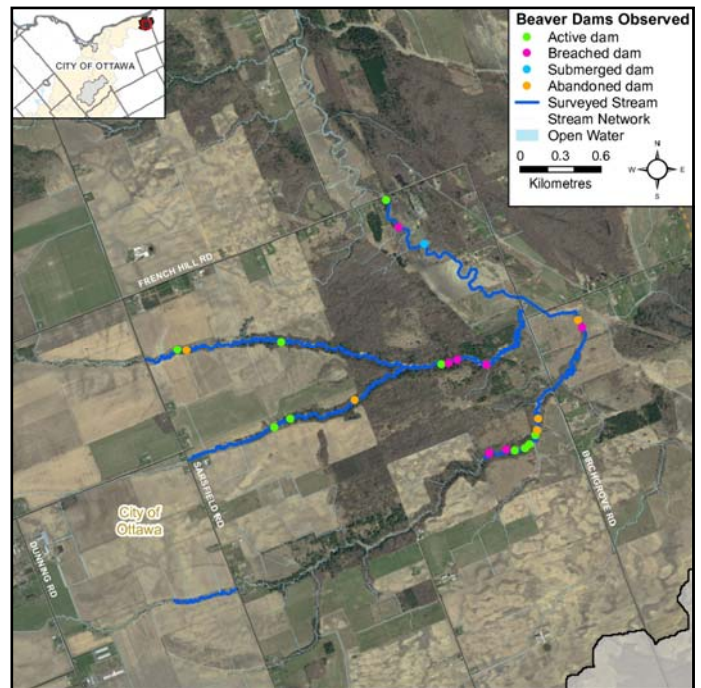 CITY OF OTTAWA
Beaver Dams Observed
Active dam
Breached dam
Submerged dam
Abandoned dam
Surveyed Stream
Stream Network
Open Water
0 0.3 0.6
Kilometres
N
W E
S
FRENCH HILL RD
SARSFIELD RD
BIRCHGROVE RD
City of
Ottawa
DUNNING RD